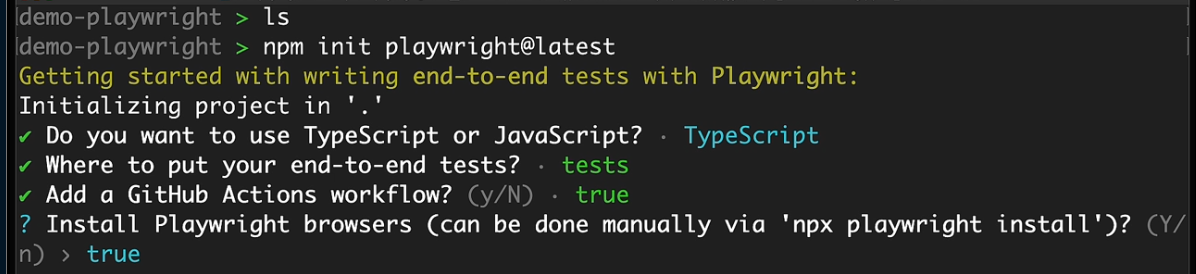 demo-playwright > ls
demo-playwright > npm init playwright@latest
Getting started with writing end-to-end tests with Playwright:
Initializing project in '.'
✔ Do you want to use TypeScript or JavaScript? · TypeScript
✔ Where to put your end-to-end tests? · tests
✔ Add a GitHub Actions workflow? (y/N) · true
? Install Playwright browsers (can be done manually via 'npx playwright install')? (Y/
n) › true